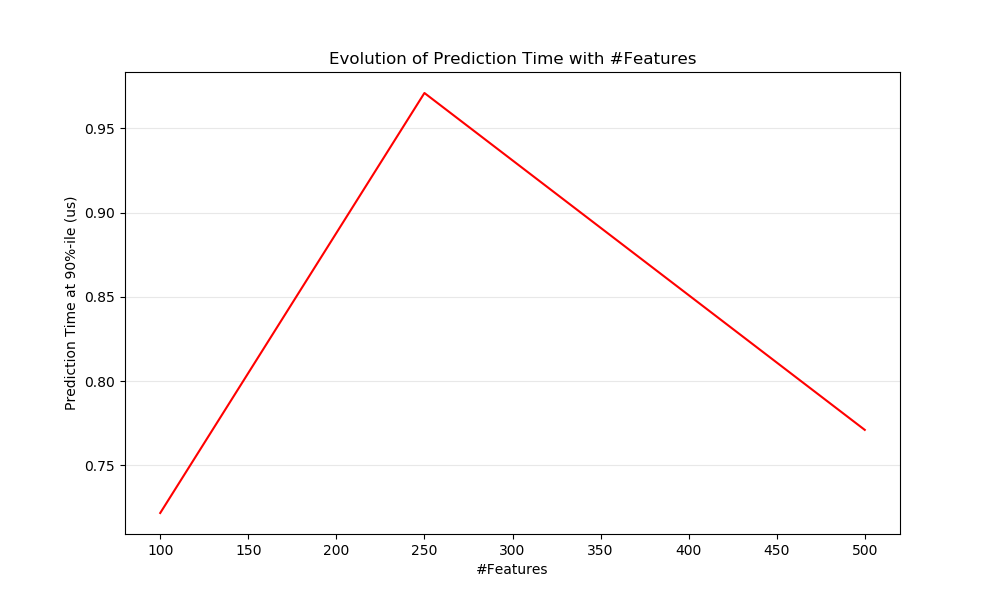 Evolution of Prediction Time with #Features
Prediction Time at 90%-ile (us)
0.95
0.90
0.85
0.80
0.75
100 150 200 250 300 350 400 450 500
#Features